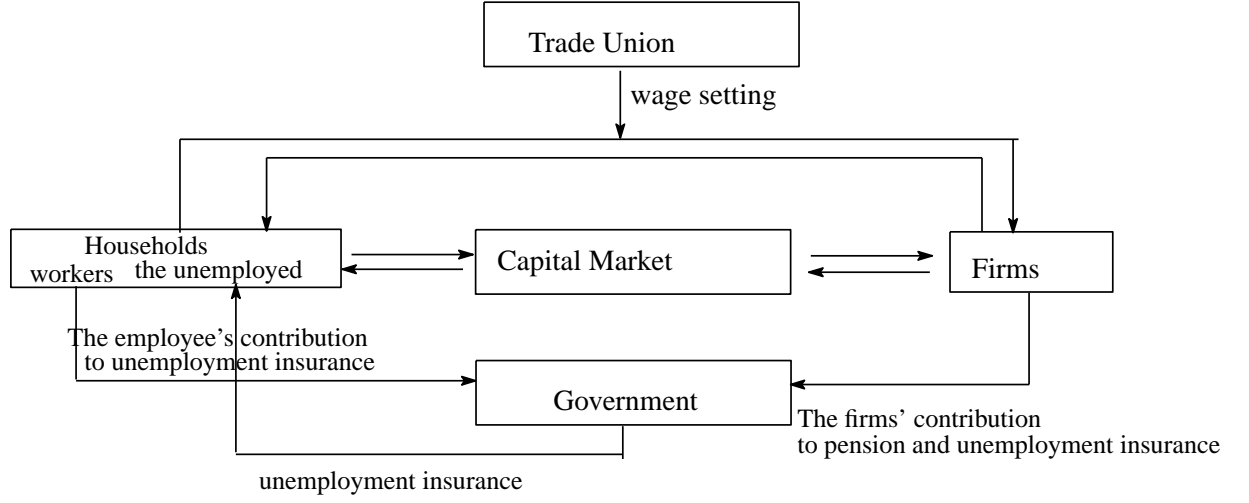 Trade Union
wage setting
Households
workers the unemployed
Capital Market
Firms
The employee’s contribution
to unemployment insurance
Government
The firms’ contribution
to pension and unemployment insurance
unemployment insurance